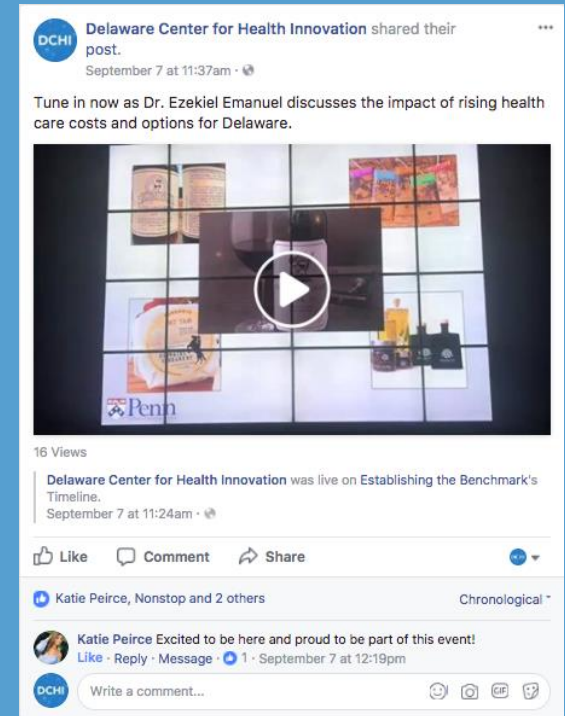 DCHI
Delaware Center for Health Innovation shared their
post.
September 7 at 11:37am ·
Tune in now as Dr. Ezekiel Emanuel discusses the impact of rising health
care costs and options for Delaware.
Penn
16 Views
Delaware Center for Health Innovation was live on Establishing the Benchmark's
Timeline.
September 7 at 11:24am ·
Like Comment Share
Katie Peirce, Nonstop and 2 others
Chronological
Katie Peirce Excited to be here and proud to be part of this event!
Like · Reply · Message · 1 · September 7 at 12:19pm
DCHI
Write a comment...
GIF